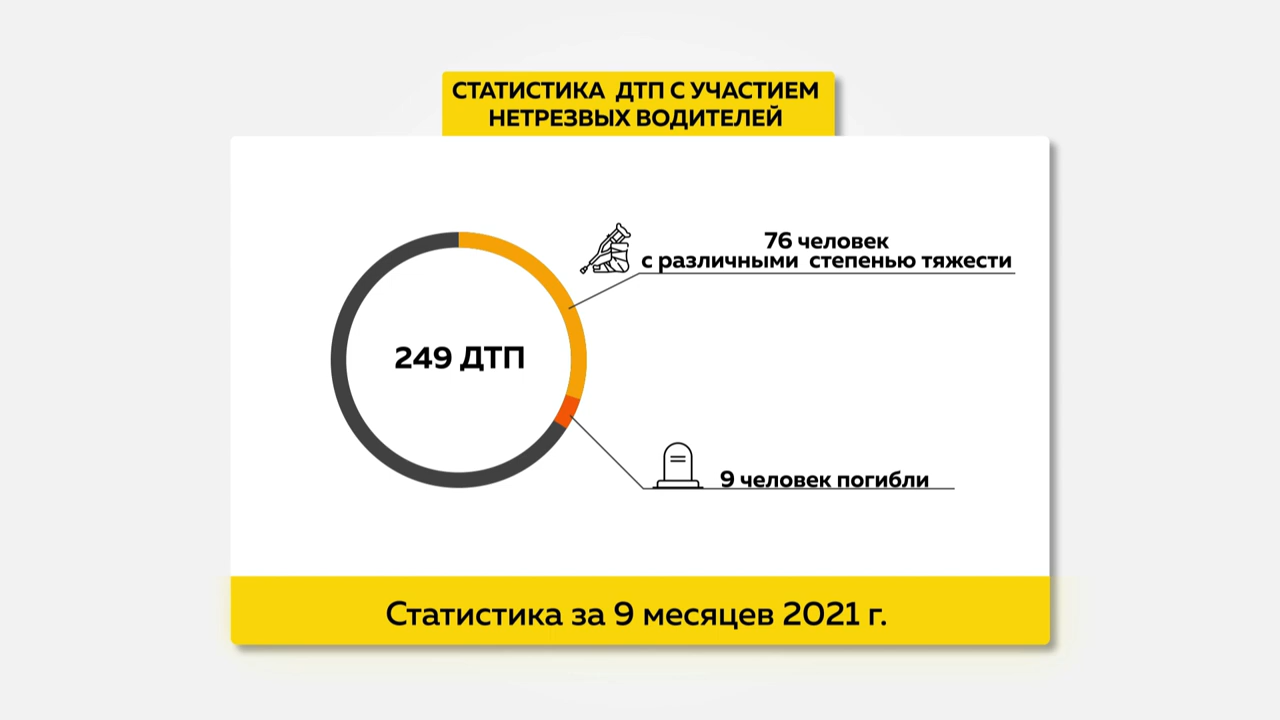 СТАТИСТИКА ДТП С УЧАСТИЕМ
НЕТРЕЗВЫХ ВОДИТЕЛЕЙ
76 человек
с различными степенью тяжести
249 ДТП
9 человек погибли
Статистика за 9 месяцев 2021 г.